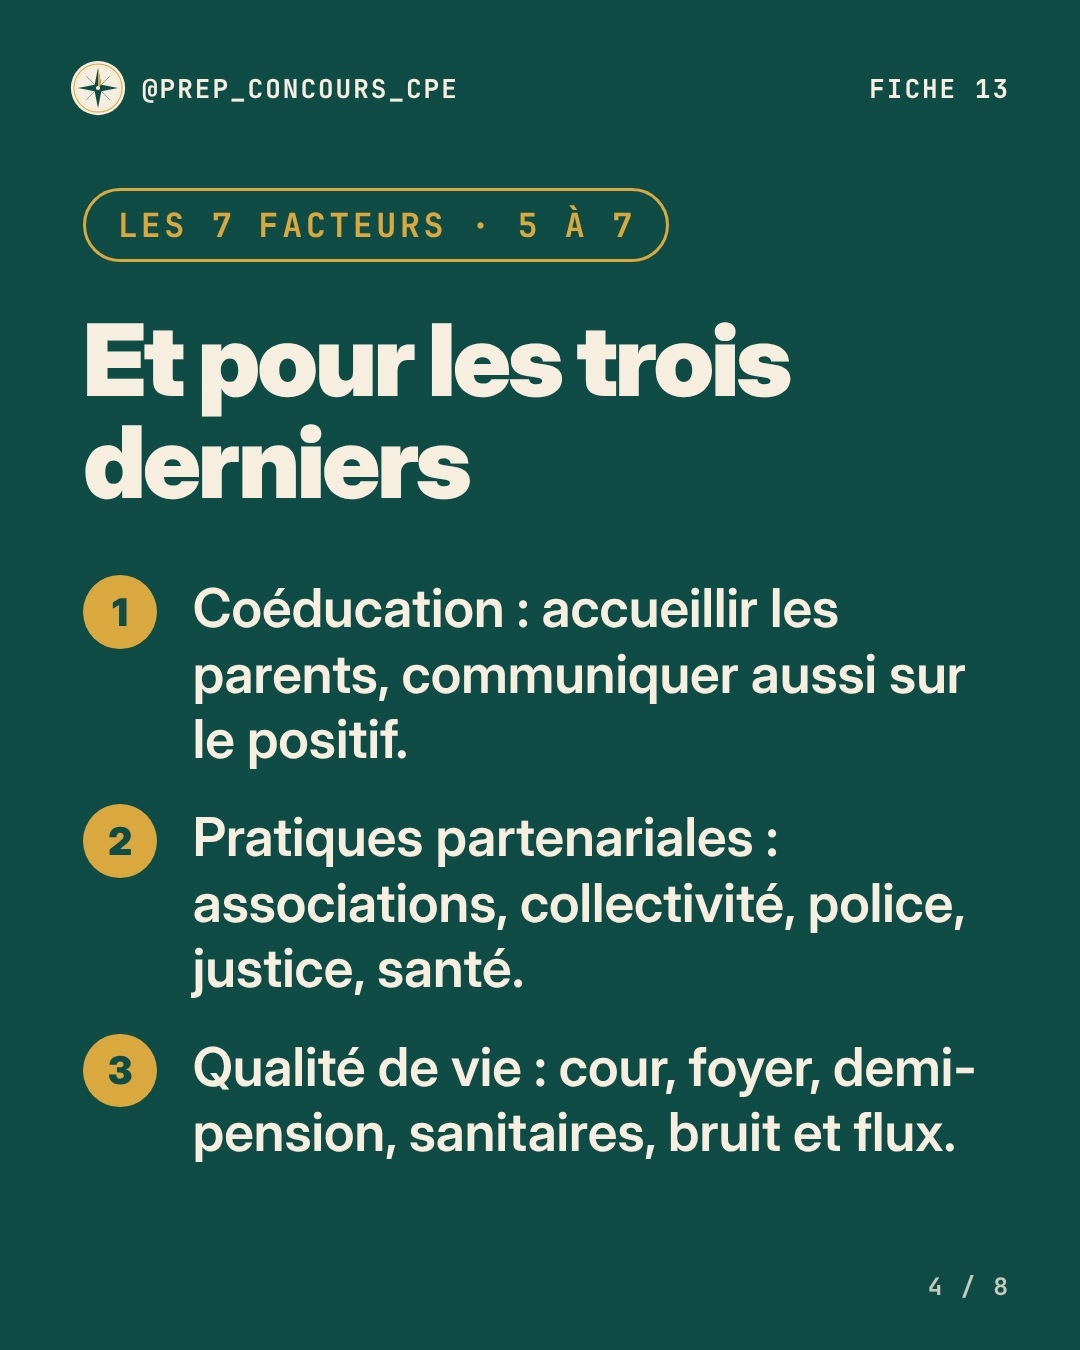 @PREP_CONCOURS_CPE
FICHE 13
LES 7 FACTEURS · 5 À 7
Et pour les trois
derniers
1
Coéducation : accueillir les
parents, communiquer aussi sur
le positif.
2
Pratiques partenariales :
associations, collectivité, police,
justice, santé.
3
Qualité de vie : cour, foyer, demi-
pension, sanitaires, bruit et flux.
4 / 8